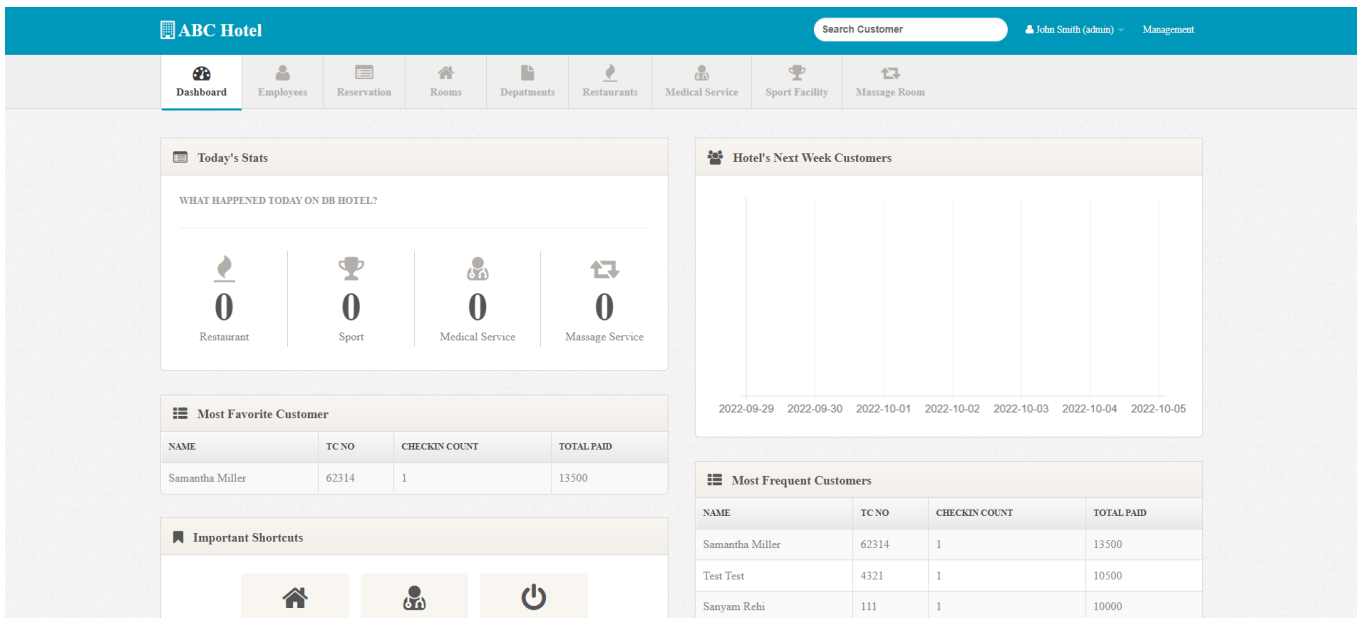 ABC Hotel
Search Customer
John Smith (admin)
Management
Dashboard
Employees
Reservation
Rooms
Depatments
Restaurants
Medical Service
Sport Facility
Massage Room
Today's Stats
WHAT HAPPENED TODAY ON DB HOTEL?
0 0 0 0
Restaurant Sport Medical Service Massage Service
Most Favorite Customer
NAME TC NO CHECKIN COUNT TOTAL PAID
Samantha Miller 62314 1 13500
Important Shortcuts
Hotel's Next Week Customers
2022-09-29 2022-09-30 2022-10-01 2022-10-02 2022-10-03 2022-10-04 2022-10-05
Most Frequent Customers
NAME TC NO CHECKIN COUNT TOTAL PAID
Samantha Miller 62314 1 13500
Test Test 4321 1 10500
Sanyam Rehi 111 1 10000